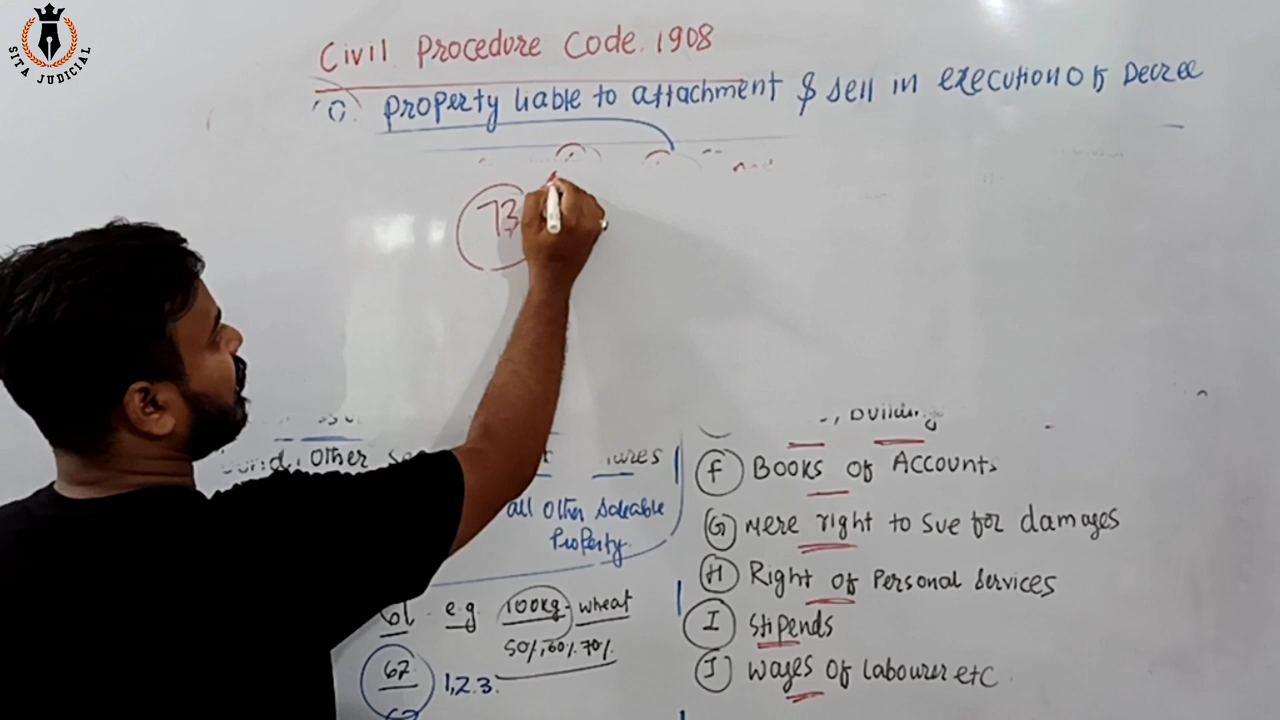 SITA JUDICIAL
Civil Procedure Code. 1908
Property liable to attachment & sell in execution of Decree
73
Other
all other saleable
Property.
F Books of Accounts
G Mere right to sue for damages
H Right of Personal Services
I Stipends
J wages of labourer etc
61 e.g 100kg- wheat
50%, 60%. 70%.
62 1,2.3.